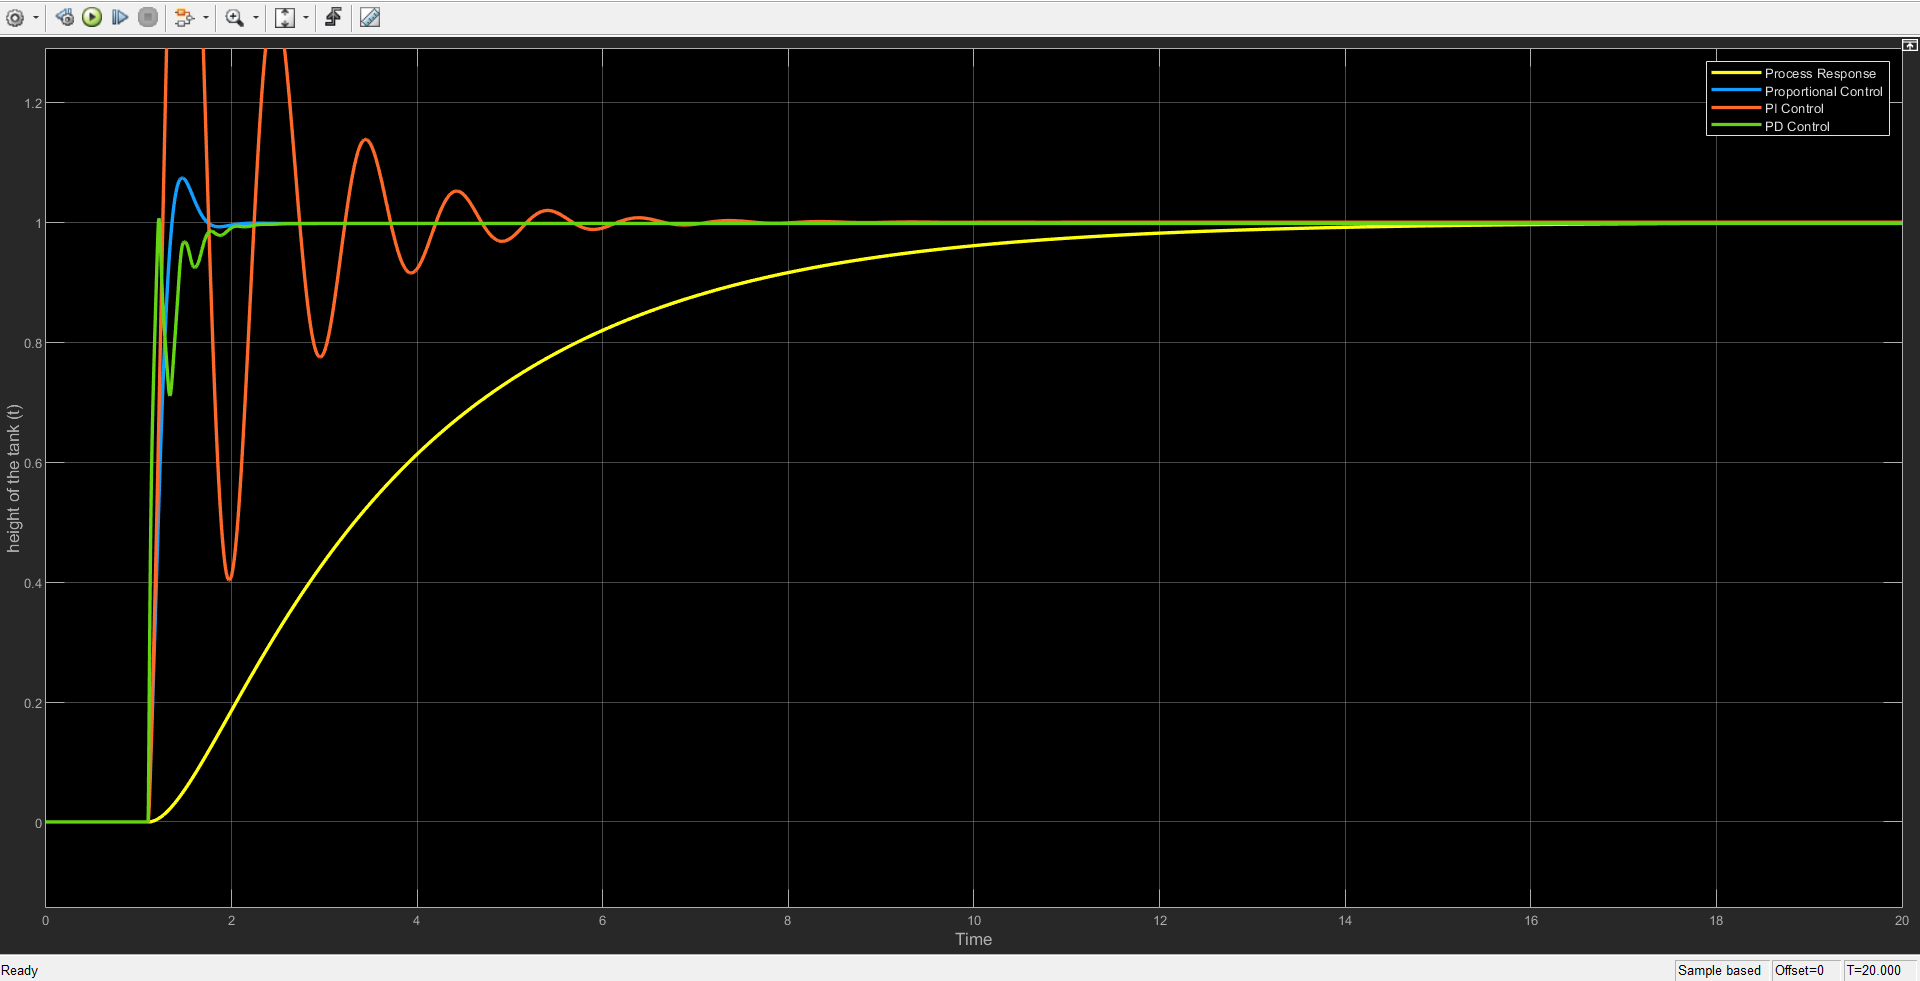 Process Response
Proportional Control
PI Control
PD Control
1.2
1
0.8
0.6
0.4
0.2
0
height of the tank (t)
0 2 4 6 8 10 12 14 16 18 20
Time
Ready
Sample based Offset=0 T=20.000